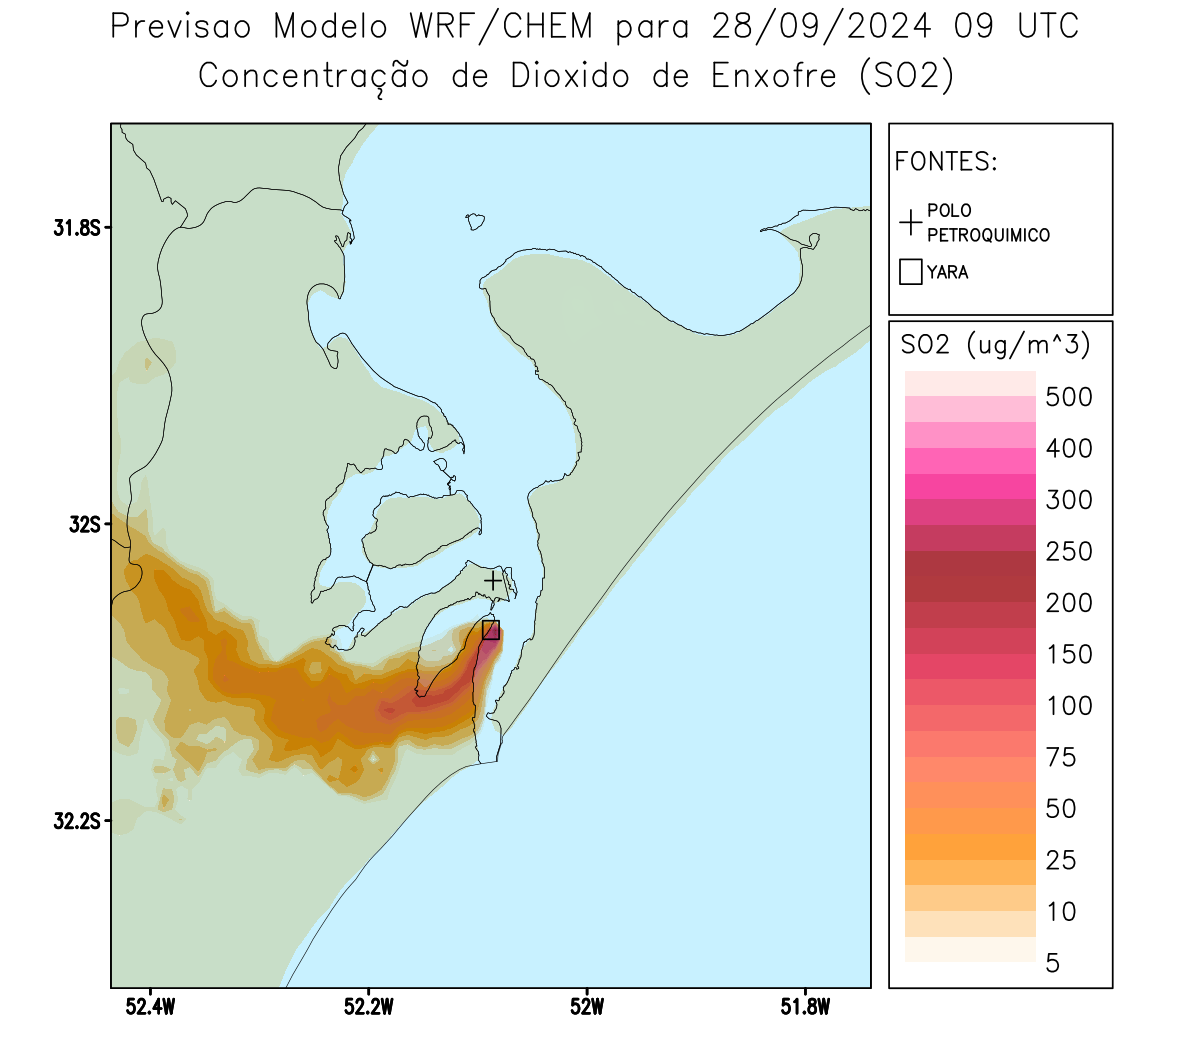 Previsao Modelo WRF/CHEM para 28/09/2024 09 UTC
Concentração de Dioxido de Enxofre (SO2)
FONTES:
POLO
PETROQUIMICO
YARA
SO2 (ug/m^3)
500
400
300
250
200
150
100
75
50
25
10
5
31.8S
32S
32.2S
52.4W
52.2W
52W
51.8W